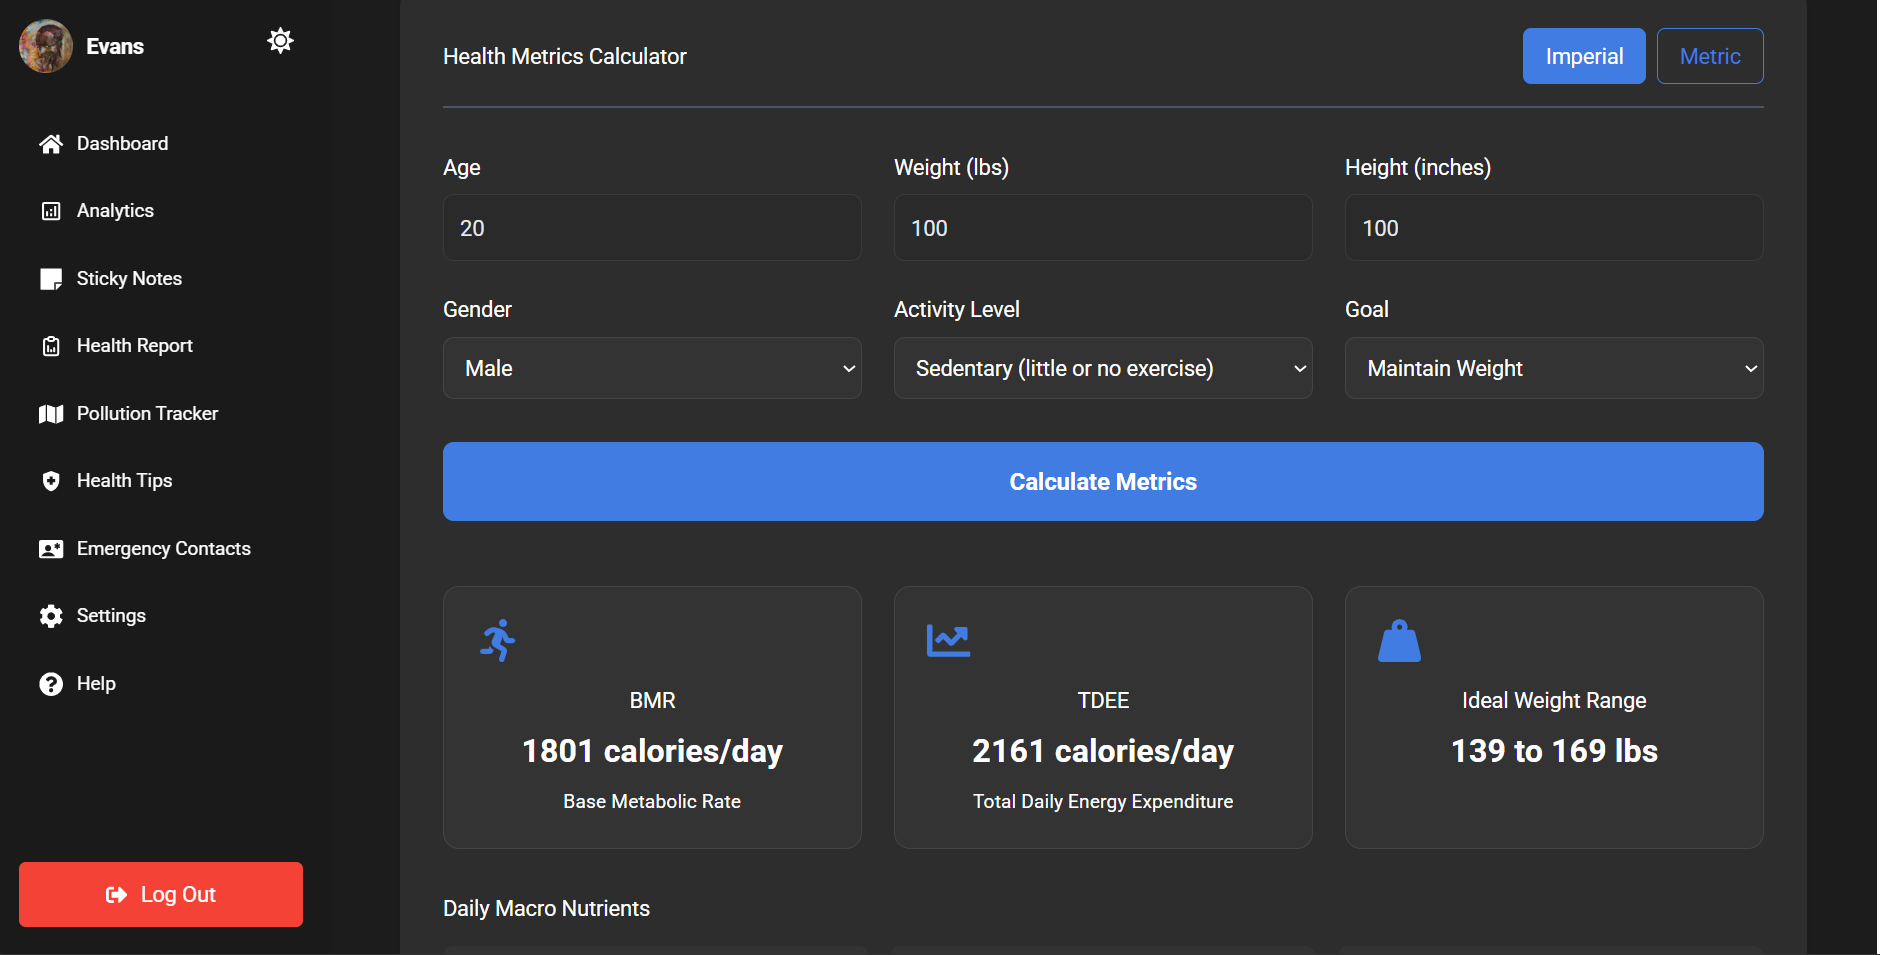 Evans
Dashboard
Analytics
Sticky Notes
Health Report
Pollution Tracker
Health Tips
Emergency Contacts
Settings
Help
Log Out
Health Metrics Calculator
Imperial
Metric
Age
Weight (lbs)
Height (inches)
20
100
100
Gender
Activity Level
Goal
Male
Sedentary (little or no exercise)
Maintain Weight
Calculate Metrics
BMR
1801 calories/day
Base Metabolic Rate
TDEE
2161 calories/day
Total Daily Energy Expenditure
Ideal Weight Range
139 to 169 lbs
Daily Macro Nutrients